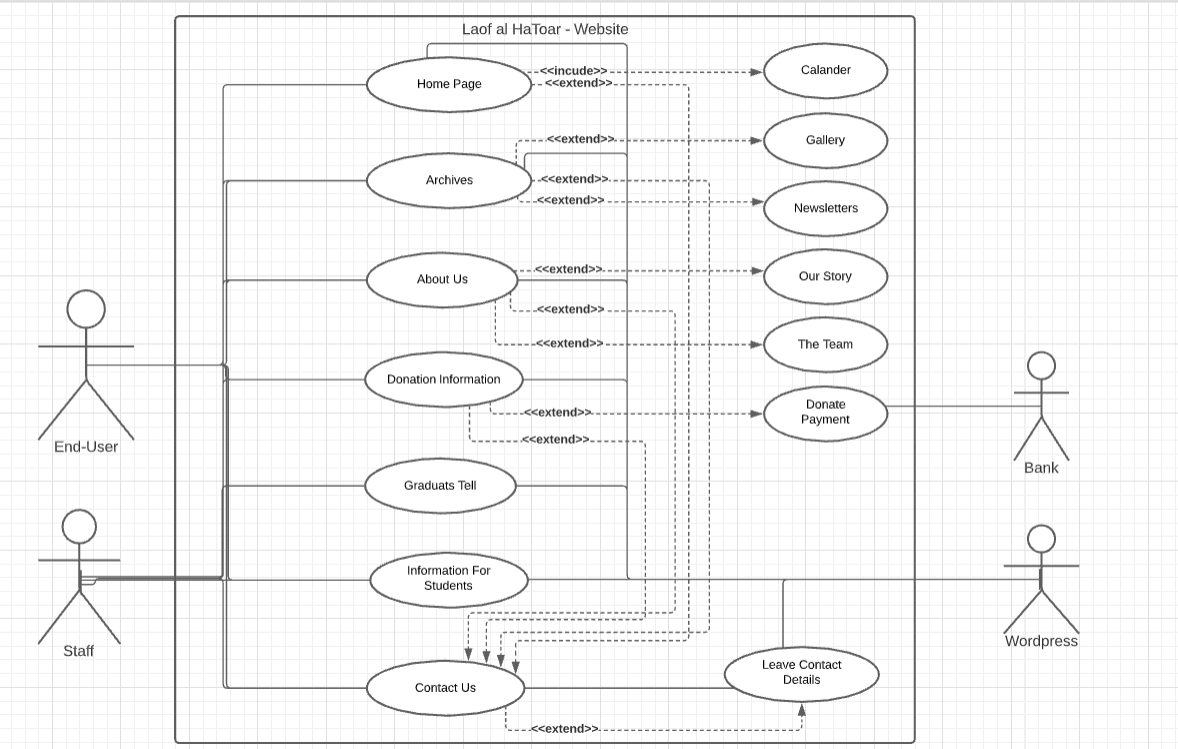 Laof al HaToar - Website
Home Page
<<incude>>
<<extend>>
Calander
<<extend>>
Gallery
Archives
<<extend>>
<<extend>>
Newsletters
About Us
<<extend>>
Our Story
<<extend>>
<<extend>>
The Team
Donation Information
<<extend>>
Donate
Payment
<<extend>>
End-User
Bank
Graduats Tell
Information For
Students
Staff
Wordpress
Contact Us
Leave Contact
Details
<<extend>>